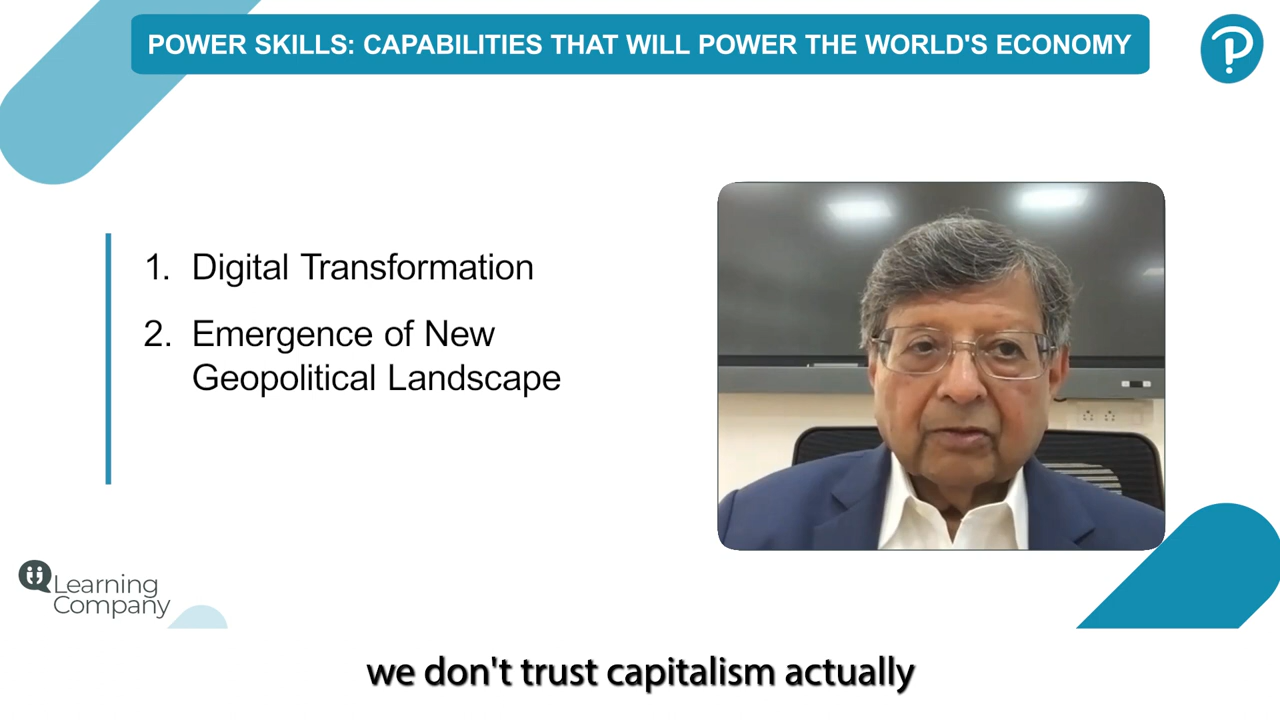 POWER SKILLS: CAPABILITIES THAT WILL POWER THE WORLD'S ECONOMY
1. Digital Transformation
2. Emergence of New
Geopolitical Landscape
Learning
Company
we don't trust capitalism actually